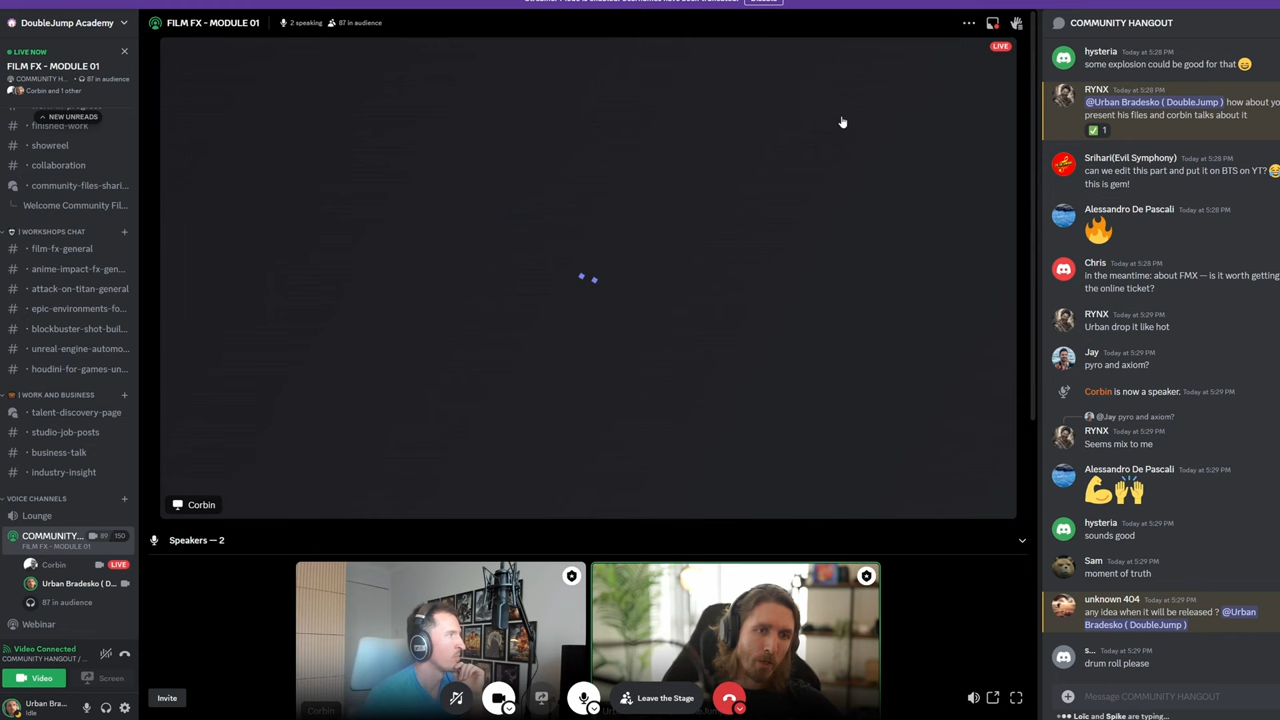 DoubleJump Academy
LIVE NOW
FILM FX - MODULE 01
COMMUNITY H... 87 in audience
Corbin and 1 other
NEW UNREADS
finished-work
showreel
collaboration
community-files-shari...
Welcome Community Fil...
| WORKSHOPS CHAT
film-fx-general
anime-impact-fx-gen...
attack-on-titan-general
epic-environments-fo...
blockbuster-shot-buil...
unreal-engine-automo...
houdini-for-games-un...
| WORK AND BUSINESS
talent-discovery-page
studio-job-posts
business-talk
industry-insight
VOICE CHANNELS
Lounge
COMMUNITY... 89 150
FILM FX - MODULE 01
Corbin LIVE
Urban Bradesko ( D...
87 in audience
Webinar
Video Connected
COMMUNITY HANGOUT / ...
Video Screen
Urban Bra...
Idle
FILM FX - MODULE 01 2 speaking 87 in audience
LIVE
Corbin
Speakers — 2
Invite
Corbin
Leave the Stage
COMMUNITY HANGOUT
hysteria Today at 5:28 PM
some explosion could be good for that
RYNX Today at 5:28 PM
@Urban Bradesko ( DoubleJump ) how about yo
present his files and corbin talks about it
1
Srihari(Evil Symphony) Today at 5:28 PM
can we edit this part and put it on BTS on YT?
this is gem!
Alessandro De Pascali Today at 5:28 PM
Chris Today at 5:28 PM
in the meantime: about FMX — is it worth getting
the online ticket?
RYNX Today at 5:29 PM
Urban drop it like hot
Jay Today at 5:29 PM
pyro and axiom?
Corbin is now a speaker. Today at 5:29 PM
@Jay pyro and axiom?
RYNX Today at 5:29 PM
Seems mix to me
Alessandro De Pascali Today at 5:29 PM
hysteria Today at 5:29 PM
sounds good
Sam Today at 5:29 PM
moment of truth
unknown 404 Today at 5:29 PM
any idea when it will be released ? @Urban
Bradesko ( DoubleJump )
s... Today at 5:29 PM
drum roll please
Message COMMUNITY HANGOUT
Loïc and Spike are typing...